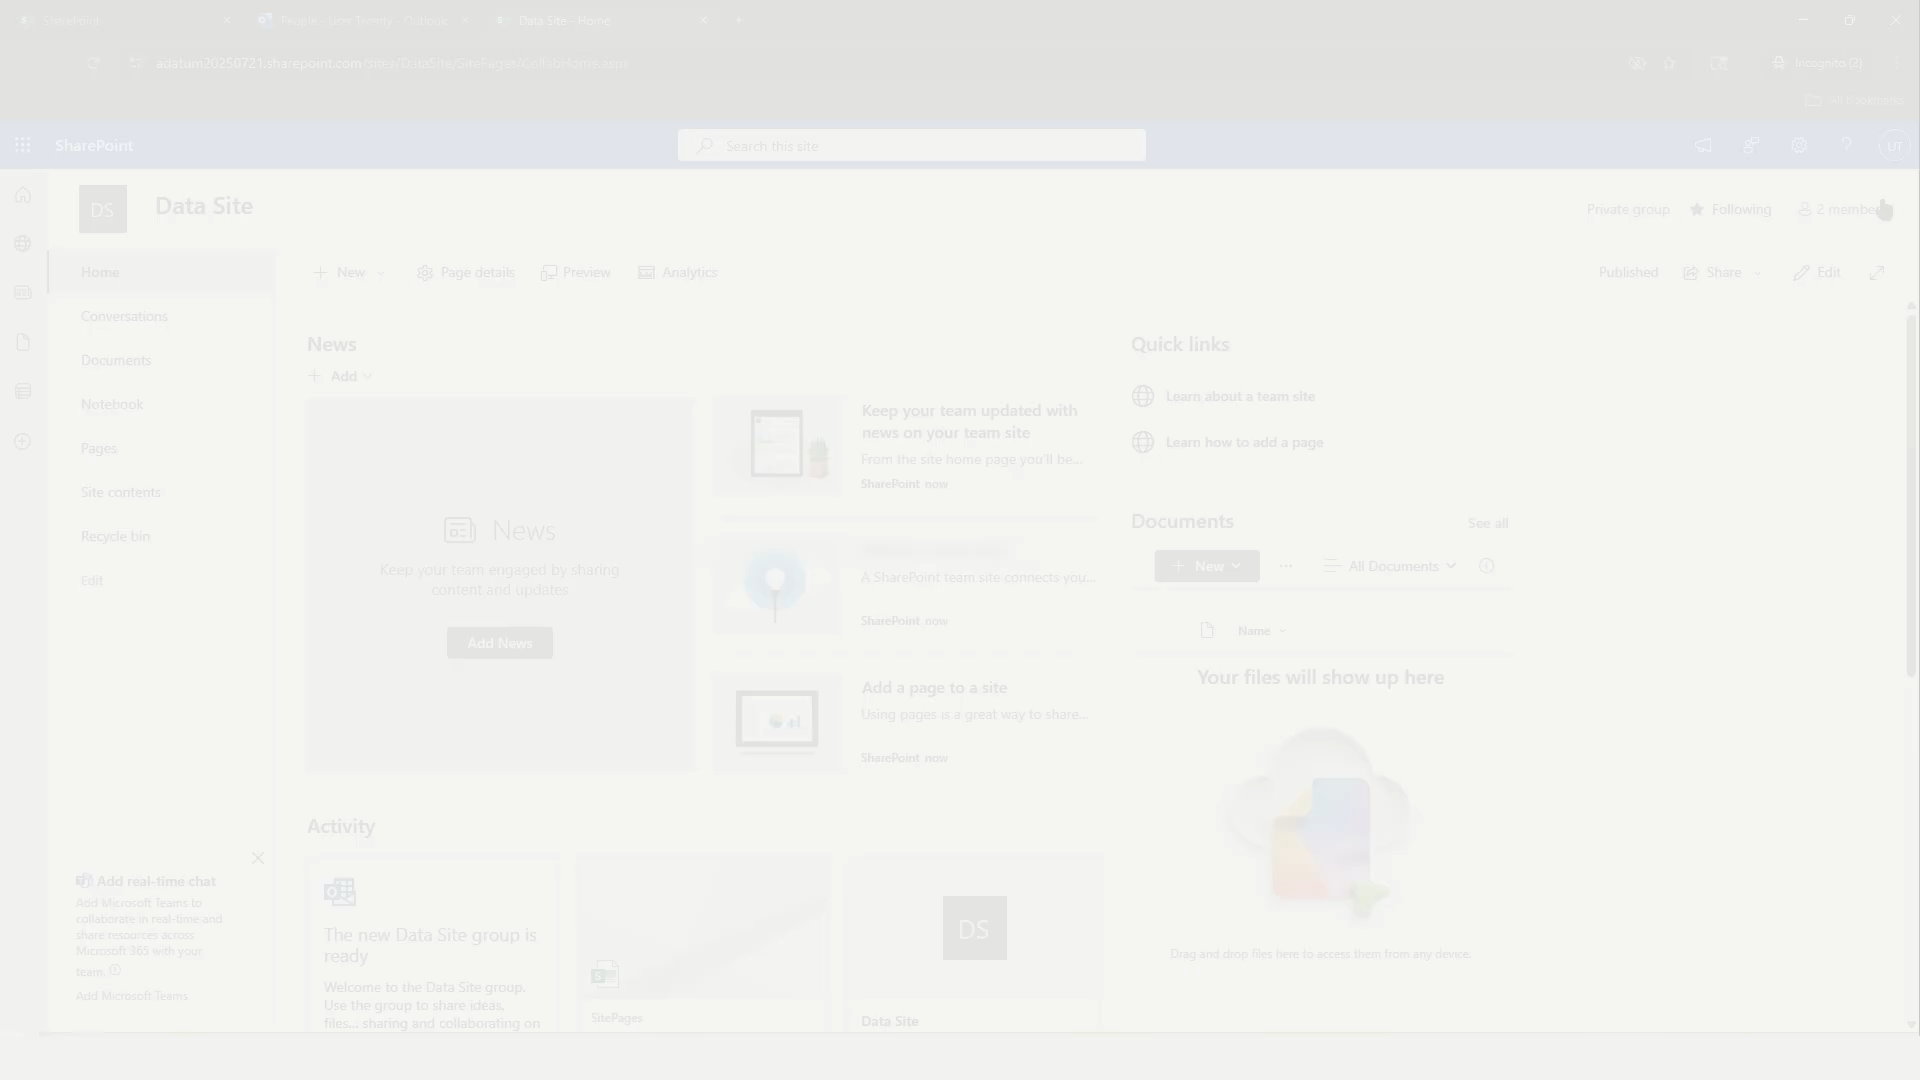 SharePoint
People - User Twenty - Outlook
Data Site - Home
adatum20250721.sharepoint.com/sites/DataSite/SitePages/CollabHome.aspx
Incognito (2)
All Bookmarks
SharePoint
Search this site
UT
DS
Data Site
Private group
Following
2 members
Home
Conversations
Documents
Notebook
Pages
Site contents
Recycle bin
Edit
New
Page details
Preview
Analytics
Published
Share
Edit
News
Add
News
Keep your team engaged by sharing
content and updates
Add News
Keep your team updated with
news on your team site
From the site home page you'll be...
SharePoint now
A SharePoint team site connects you...
SharePoint now
Add a page to a site
Using pages is a great way to share...
SharePoint now
Quick links
Learn about a team site
Learn how to add a page
Documents
See all
New
All Documents
Name
Your files will show up here
Drag and drop files here to access them from any device.
Activity
The new Data Site group is
ready
Welcome to the Data Site group.
Use the group to share ideas,
files... sharing and collaborating on
SitePages
DS
Data Site
Add real-time chat
Add Microsoft Teams to
collaborate in real-time and
share resources across
Microsoft 365 with your
team.
Add Microsoft Teams